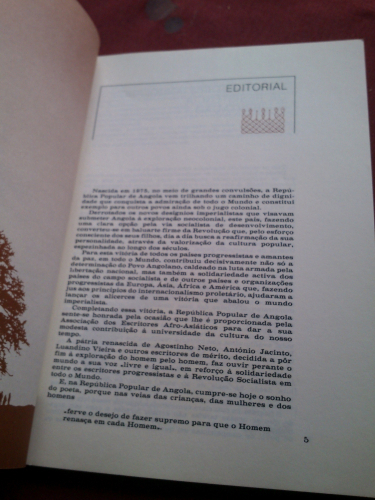 EDITORIAL
Nascida em 1975, no meio de grandes convulsões, a Repú-
blica Popular de Angola vem trilhando um caminho de digni-
dade que conquista a admiração de todo o Mundo e constitui
exemplo para outros povos ainda sob o jugo colonial.
Derrotados os novos desígnios imperialistas que visavam
submeter Angola à exploração neocolonial, este país, fazendo
uma clara opção pela via socialista de desenvolvimento,
converteu-se em baluarte firme da Revolução que, pelo esforço
consciente dos seus filhos, dia a dia busca a reafirmação da sua
personalidade, através da valorização da cultura popular,
espezinhada ao longo dos séculos.
Para esta vitória de todos os países progressistas e amantes
da paz, em todo o Mundo, contribuiu decisivamente não só a
determinação do Povo Angolano, caldeado na luta armada pela
libertação nacional, mas também a solidariedade activa dos
países do campo socialista e de outros países e organizações
progressistas da Europa, Ásia, África e América que, fazendo
jus aos princípios do internacionalismo proletário, ajudaram a
lançar os alicerces de uma vitória que abalou o mundo
imperialista.
Completando essa vitória, a República Popular de Angola
sente-se honrada pela ocasião que lhe é proporcionada pela
Associação dos Escritores Afro-Asiáticos para dar a sua
modesta contribuição à universidade da cultura do nosso
tempo.
A pátria renascida de Agostinho Neto, António Jacinto,
Luandino Vieira e outros escritores de mérito, decidida a pôr
fim à exploração do homem pelo homem, faz ouvir perante o
mundo a sua voz „livre e igual„, em reforço à solidariedade
entre os escritores progressistas e à Revolução Socialista em
todo o Mundo.
E, na República Popular de Angola, cumpre-se hoje o sonho
do poeta, porque nas veias das crianças, das mulheres e dos
homens
„ferve o desejo de fazer supremo para que o Homem
renasça em cada Homem„.
5